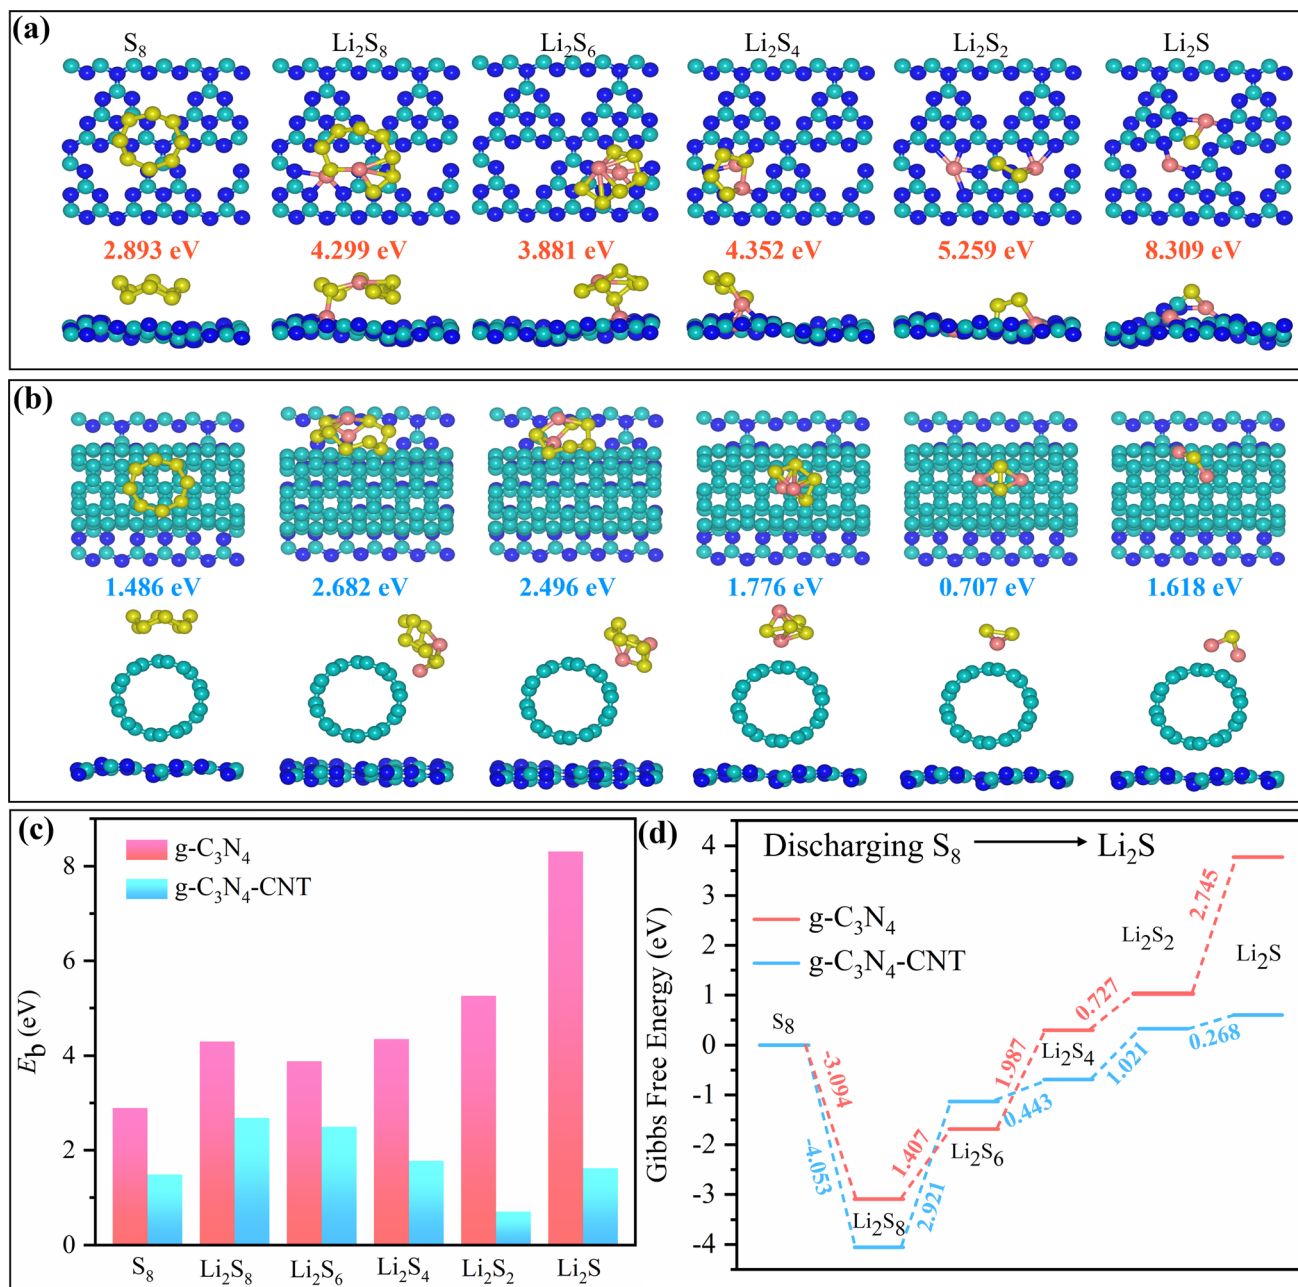 (a)
S8 Li2S8 Li2S6 Li2S4 Li2S2 Li2S
2.893 eV 4.299 eV 3.881 eV 4.352 eV 5.259 eV 8.309 eV
(b)
1.486 eV 2.682 eV 2.496 eV 1.776 eV 0.707 eV 1.618 eV
(c)
g-C3N4
g-C3N4-CNT
Eb (eV)
8
6
4
2
0
S8 Li2S8 Li2S6 Li2S4 Li2S2 Li2S
(d)
Discharging S8 → Li2S
g-C3N4
g-C3N4-CNT
Gibbs Free Energy (eV)
4
3
2
1
0
-1
-2
-3
-4
S8
Li2S8
Li2S6
Li2S4
Li2S2
Li2S
-3.094
1.407
1.987
0.727
2.745
-4.053
2.921
0.443
1.021
0.268